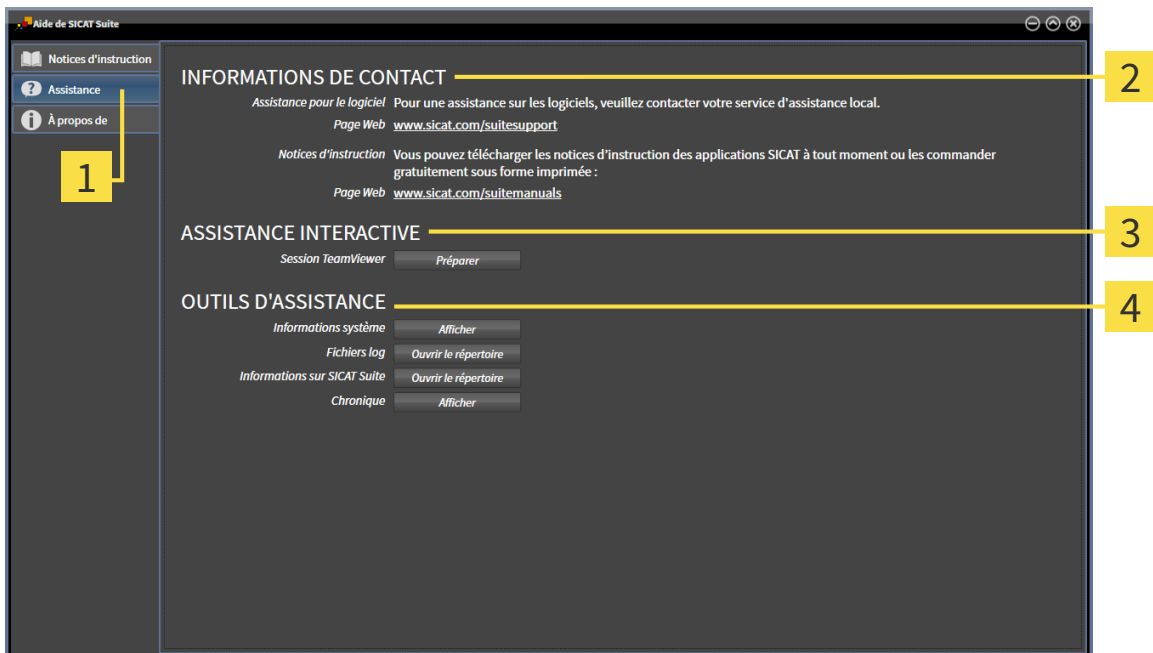 Aide de SICAT Suite
Notices d'instruction
Assistance
À propos de
1
INFORMATIONS DE CONTACT
2
Assistance pour le logiciel Pour une assistance sur les logiciels, veuillez contacter votre service d'assistance local.
Page Web www.sicat.com/suitesupport
Notices d'instruction Vous pouvez télécharger les notices d'instruction des applications SICAT à tout moment ou les commander
gratuitement sous forme imprimée :
Page Web www.sicat.com/suitemanuals
ASSISTANCE INTERACTIVE
3
Session TeamViewer Préparer
OUTILS D'ASSISTANCE
4
Informations système Afficher
Fichiers log Ouvrir le répertoire
Informations sur SICAT Suite Ouvrir le répertoire
Chronique Afficher